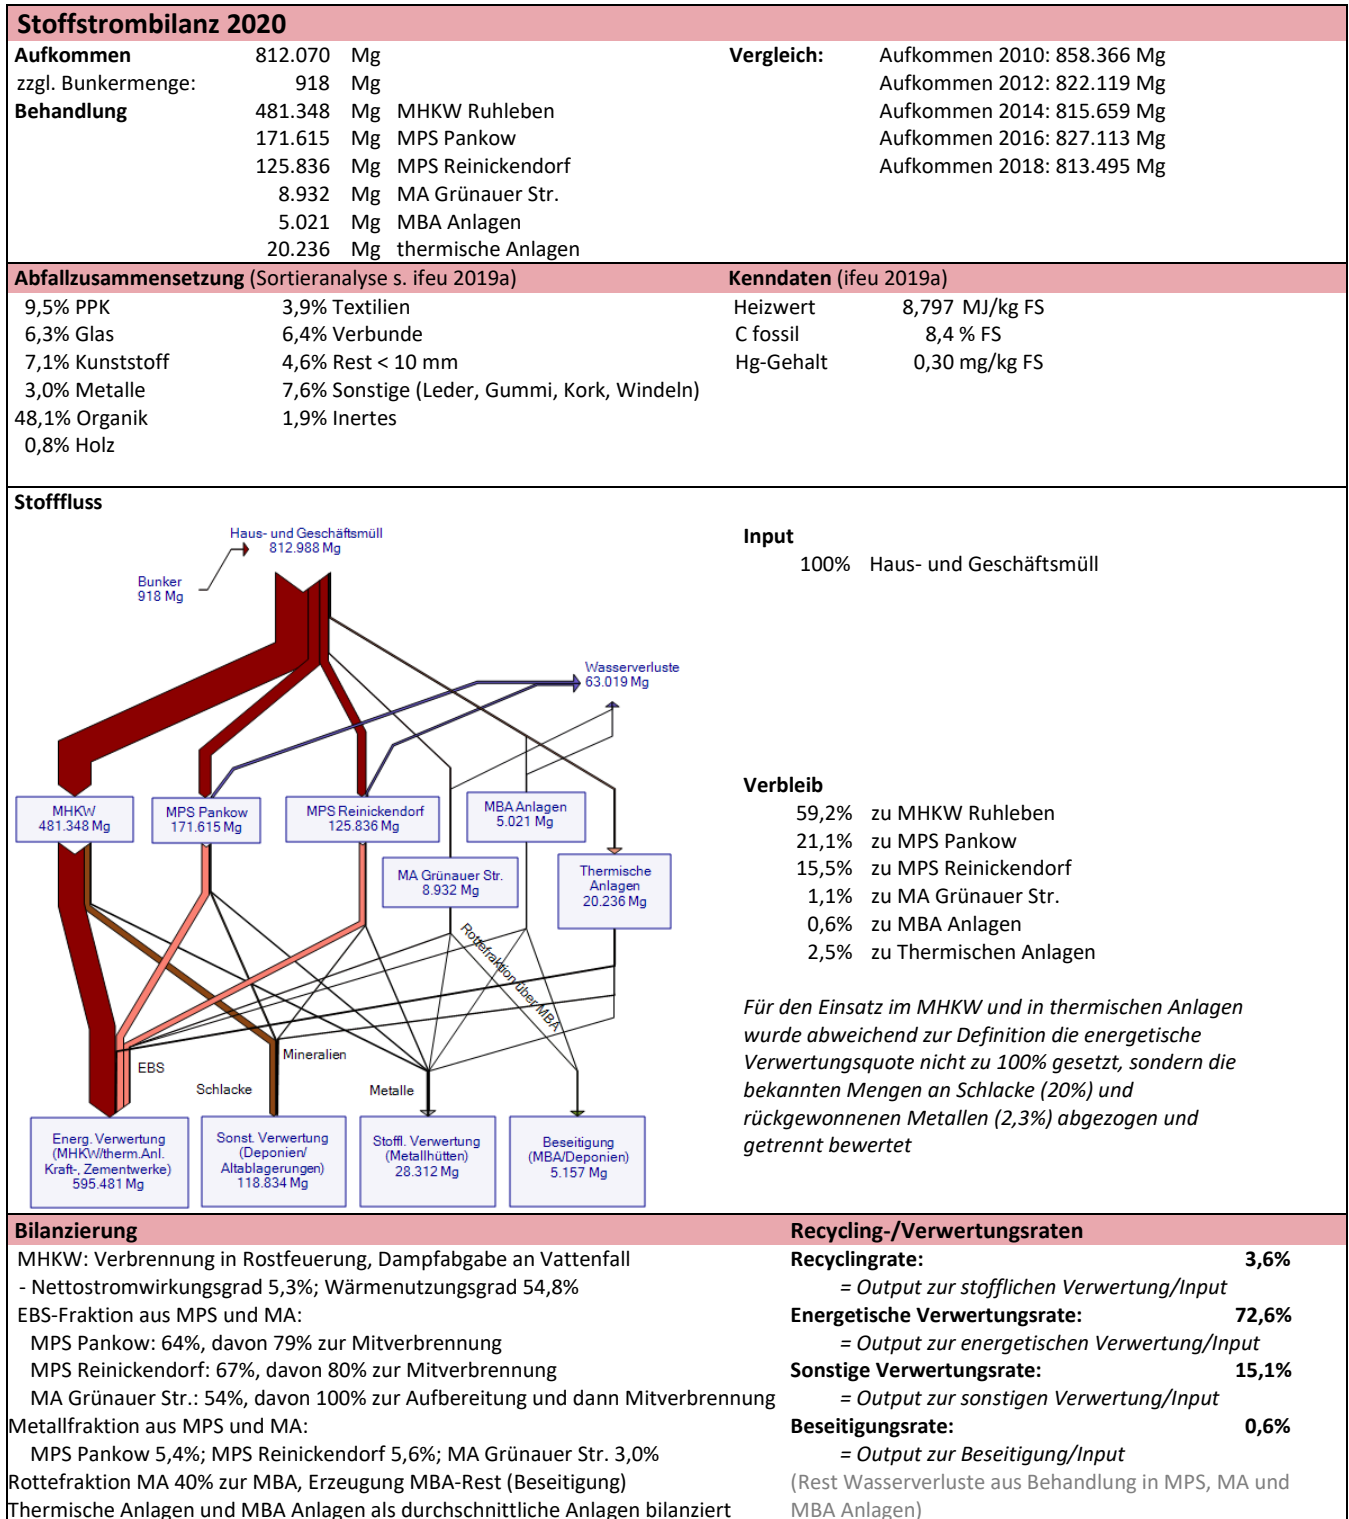 Stoffstrombilanz 2020
Aufkommen 812.070 Mg Vergleich: Aufkommen 2010: 858.366 Mg
zzgl. Bunkermenge: 918 Mg Aufkommen 2012: 822.119 Mg
Behandlung 481.348 Mg MHKW Ruhleben Aufkommen 2014: 815.659 Mg
171.615 Mg MPS Pankow Aufkommen 2016: 827.113 Mg
125.836 Mg MPS Reinickendorf Aufkommen 2018: 813.495 Mg
8.932 Mg MA Grünauer Str.
5.021 Mg MBA Anlagen
20.236 Mg thermische Anlagen
Abfallzusammensetzung (Sortieranalyse s. ifeu 2019a) Kenndaten (ifeu 2019a)
9,5% PPK 3,9% Textilien Heizwert 8,797 MJ/kg FS
6,3% Glas 6,4% Verbunde C fossil 8,4 % FS
7,1% Kunststoff 4,6% Rest < 10 mm Hg-Gehalt 0,30 mg/kg FS
3,0% Metalle 7,6% Sonstige (Leder, Gummi, Kork, Windeln)
48,1% Organik 1,9% Inertes
0,8% Holz
Stofffluss
Haus- und Geschäftsmüll
812.988 Mg
Bunker
918 Mg
Wasserverluste
63.019 Mg
MHKW
481.348 Mg
MPS Pankow
171.615 Mg
MPS Reinickendorf
125.836 Mg
MBA Anlagen
5.021 Mg
MA Grünauer Str.
8.932 Mg
Thermische
Anlagen
20.236 Mg
Rottefraktion über MBA
EBS
Schlacke
Mineralien
Metalle
Energ. Verwertung
(MHKW/therm.Anl.
Kraft-, Zementwerke)
595.481 Mg
Sonst. Verwertung
(Deponien/
Altablagerungen)
118.834 Mg
Stoffl. Verwertung
(Metallhütten)
28.312 Mg
Beseitigung
(MBA/Deponien)
5.157 Mg
Input
100% Haus- und Geschäftsmüll
Verbleib
59,2% zu MHKW Ruhleben
21,1% zu MPS Pankow
15,5% zu MPS Reinickendorf
1,1% zu MA Grünauer Str.
0,6% zu MBA Anlagen
2,5% zu Thermischen Anlagen
Für den Einsatz im MHKW und in thermischen Anlagen
wurde abweichend zur Definition die energetische
Verwertungsquote nicht zu 100% gesetzt, sondern die
bekannten Mengen an Schlacke (20%) und
rückgewonnenen Metallen (2,3%) abgezogen und
getrennt bewertet
Bilanzierung
MHKW: Verbrennung in Rostfeuerung, Dampfabgabe an Vattenfall
- Nettostromwirkungsgrad 5,3%; Wärmenutzungsgrad 54,8%
EBS-Fraktion aus MPS und MA:
MPS Pankow: 64%, davon 79% zur Mitverbrennung
MPS Reinickendorf: 67%, davon 80% zur Mitverbrennung
MA Grünauer Str.: 54%, davon 100% zur Aufbereitung und dann Mitverbrennung
Metallfraktion aus MPS und MA:
MPS Pankow 5,4%; MPS Reinickendorf 5,6%; MA Grünauer Str. 3,0%
Rottefraktion MA 40% zur MBA, Erzeugung MBA-Rest (Beseitigung)
Thermische Anlagen und MBA Anlagen als durchschnittliche Anlagen bilanziert
Recycling-/Verwertungsraten
Recyclingrate: 3,6%
= Output zur stofflichen Verwertung/Input
Energetische Verwertungsrate: 72,6%
= Output zur energetischen Verwertung/Input
Sonstige Verwertungsrate: 15,1%
= Output zur sonstigen Verwertung/Input
Beseitigungsrate: 0,6%
= Output zur Beseitigung/Input
(Rest Wasserverluste aus Behandlung in MPS, MA und
MBA Anlagen)